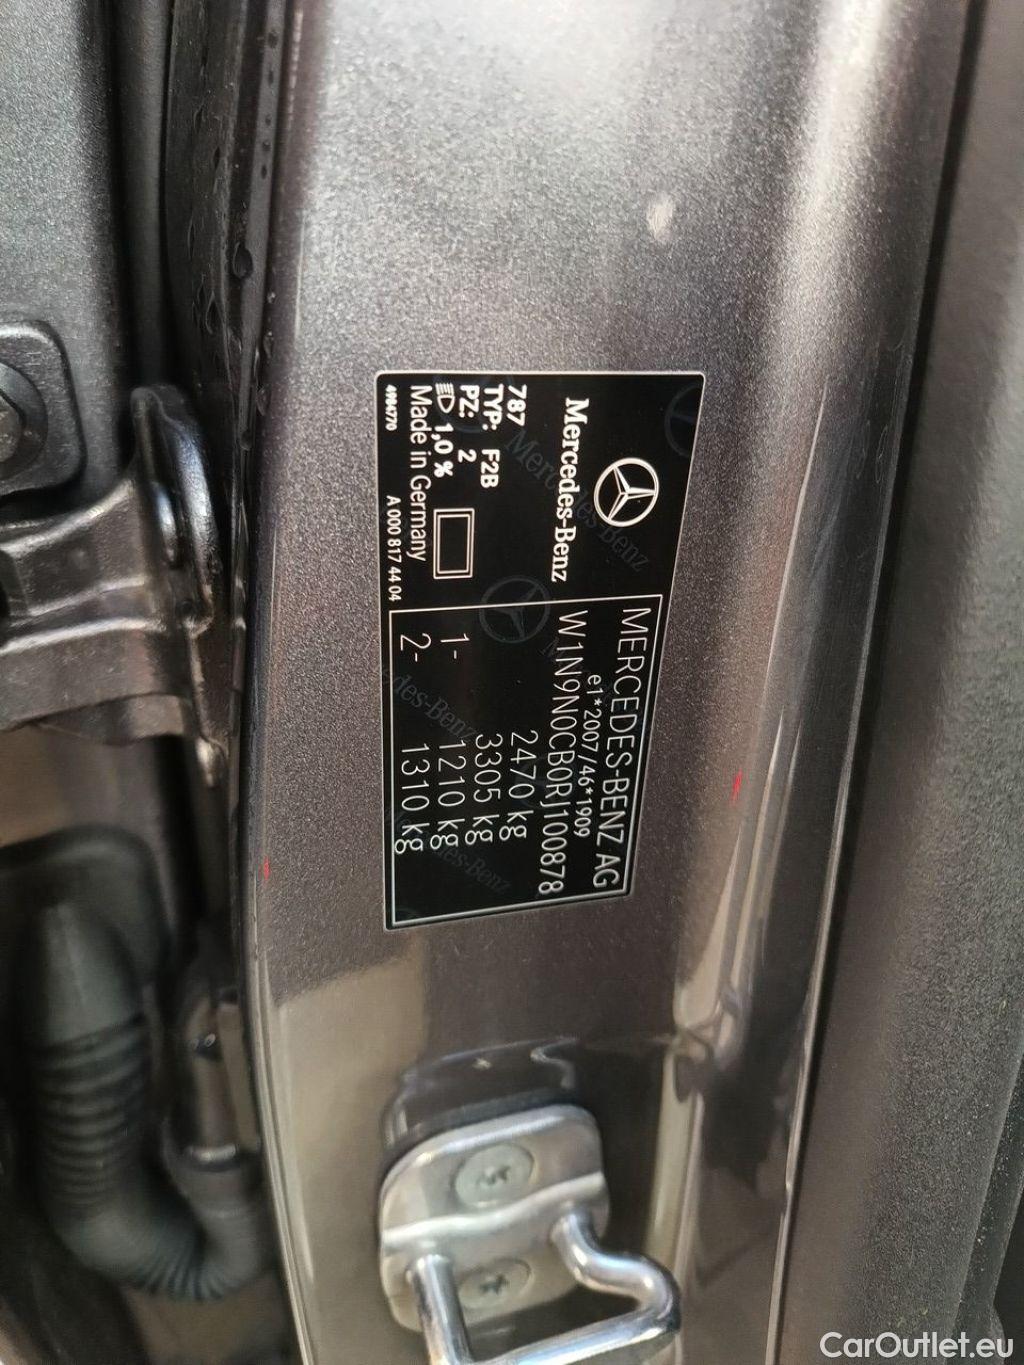 Mercedes-Benz
787
TYP: F2B
PZ: 2
1,0 %
Made in Germany
4104770 A 000 817 44 04
MERCEDES-BENZ AG
e1*2007/46*1909
W1N9N0CB0RJ100878
2470 kg
3305 kg
1- 1210 kg
2- 1310 kg
CarOutlet.eu